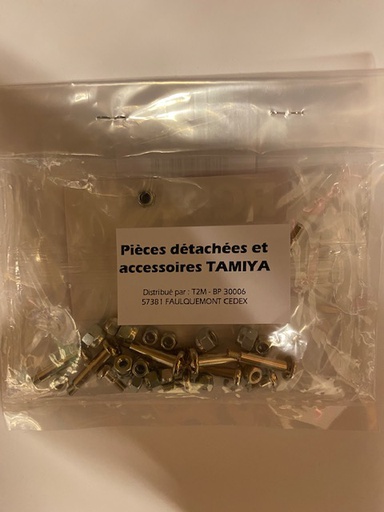 Pièces détachées et
accessoires TAMIYA
Distribué par : T2M - BP 30006
57381 FAULQUEMONT CEDEX